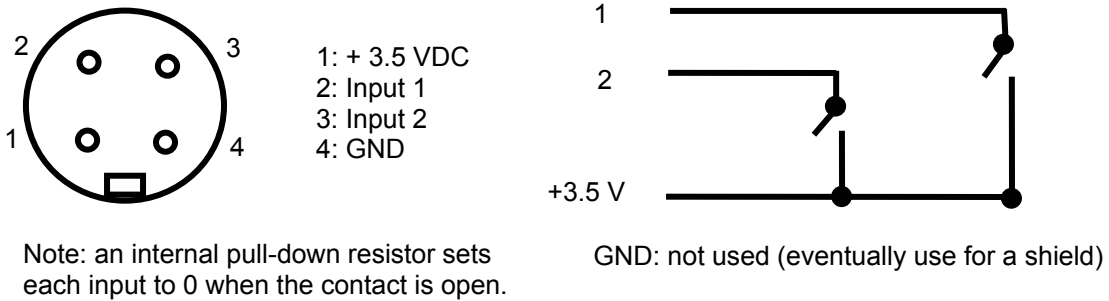 2
3
1
4
1: + 3.5 VDC
2: Input 1
3: Input 2
4: GND
Note: an internal pull-down resistor sets
each input to 0 when the contact is open.
1
2
+3.5 V
GND: not used (eventually use for a shield)